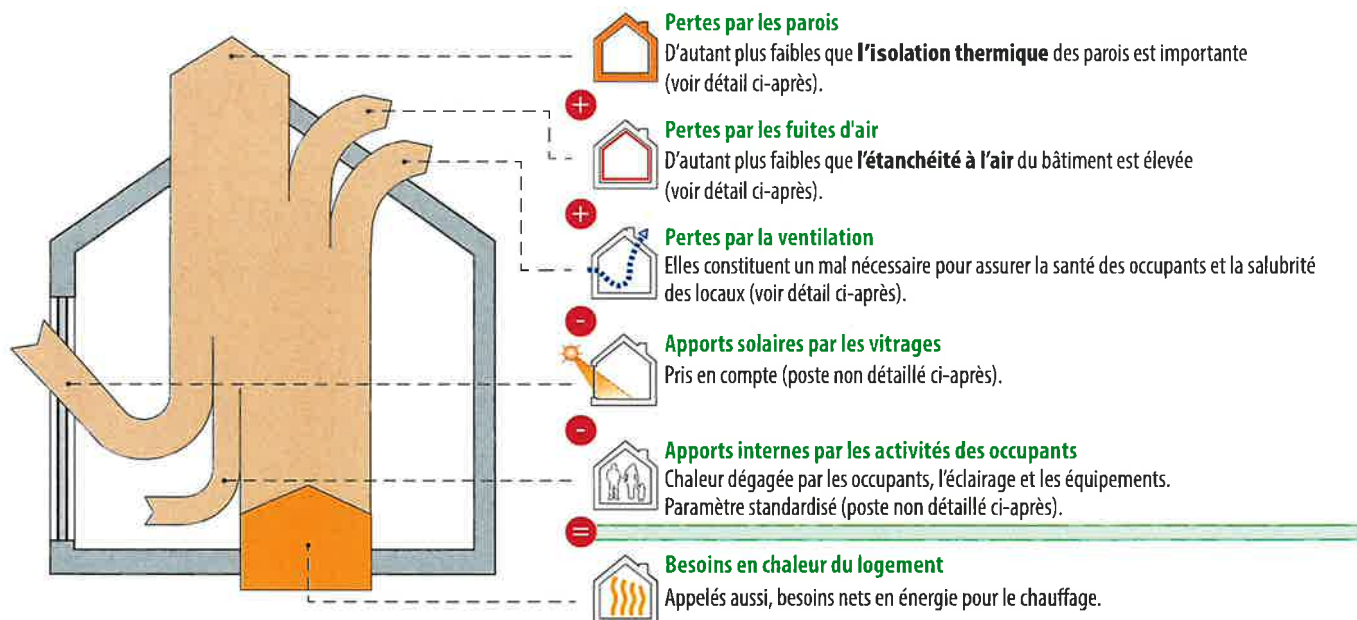 Pertes par les parois
D'autant plus faibles que l'isolation thermique des parois est importante
(voir détail ci-après).
+
Pertes par les fuites d'air
D'autant plus faibles que l'étanchéité à l'air du bâtiment est élevée
(voir détail ci-après).
+
Pertes par la ventilation
Elles constituent un mal nécessaire pour assurer la santé des occupants et la salubrité
des locaux (voir détail ci-après).
-
Apports solaires par les vitrages
Pris en compte (poste non détaillé ci-après).
-
Apports internes par les activités des occupants
Chaleur dégagée par les occupants, l'éclairage et les équipements.
Paramètre standardisé (poste non détaillé ci-après).
=
Besoins en chaleur du logement
Appelés aussi, besoins nets en énergie pour le chauffage.